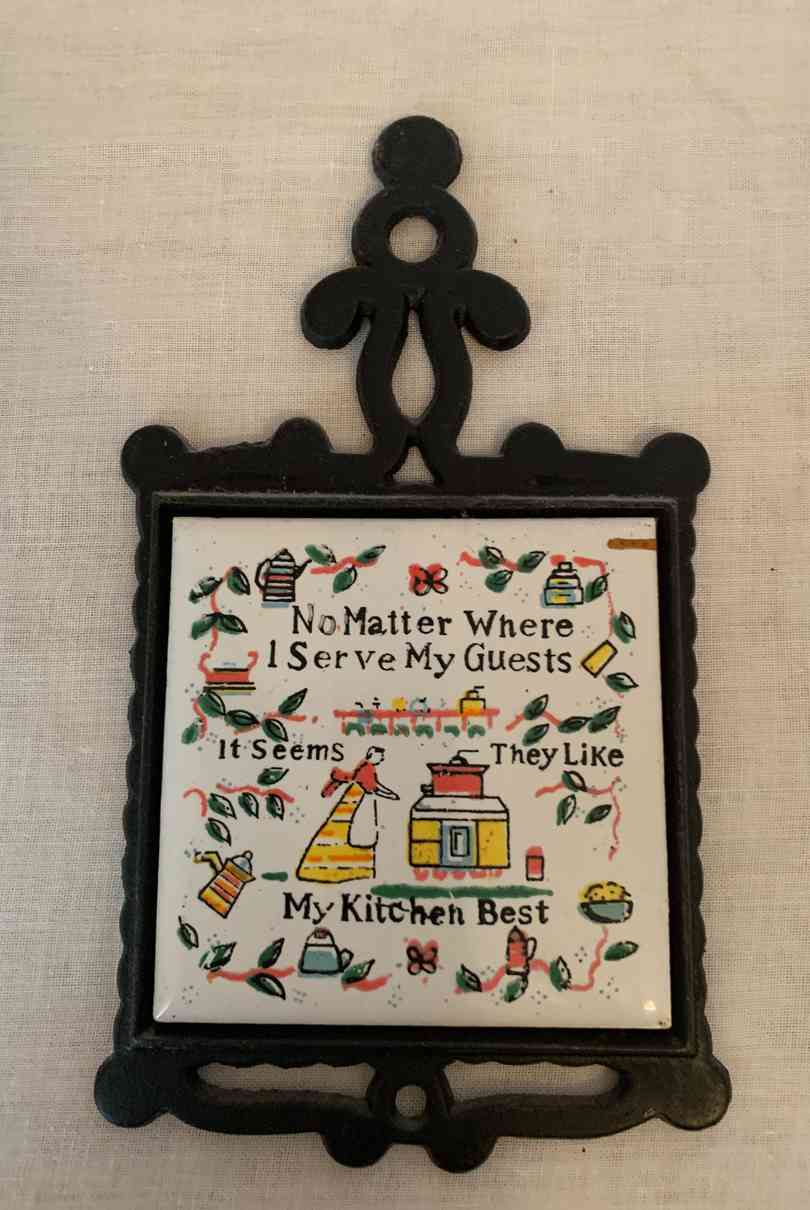 No Matter Where
I Serve My Guests
It Seems They Like
My Kitchen Best